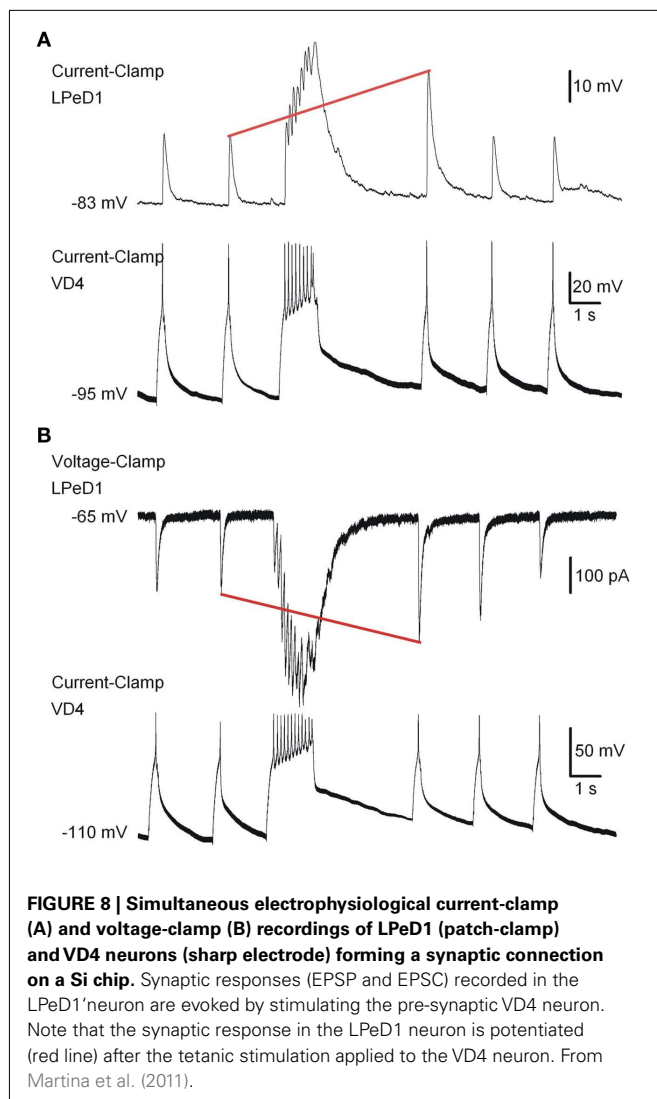 A
Current-Clamp
LPeD1
10 mV
-83 mV
Current-Clamp
VD4
20 mV
1 s
-95 mV
B
Voltage-Clamp
LPeD1
-65 mV
100 pA
Current-Clamp
VD4
50 mV
1 s
-110 mV
FIGURE 8 | Simultaneous electrophysiological current-clamp
(A) and voltage-clamp (B) recordings of LPeD1 (patch-clamp)
and VD4 neurons (sharp electrode) forming a synaptic connection
on a Si chip. Synaptic responses (EPSP and EPSC) recorded in the
LPeD1'neuron are evoked by stimulating the pre-synaptic VD4 neuron.
Note that the synaptic response in the LPeD1 neuron is potentiated
(red line) after the tetanic stimulation applied to the VD4 neuron. From
Martina et al. (2011).